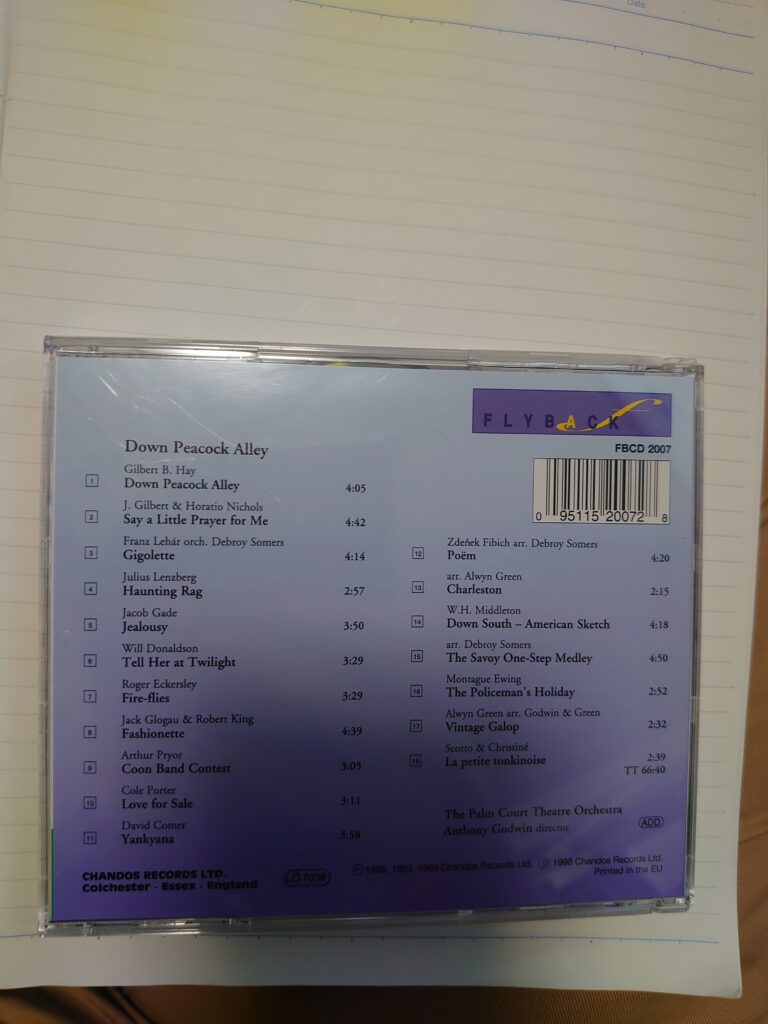 Date
FLYBACK
FBCD 2007
0 95115 20072 8
Down Peacock Alley
Gilbert B. Hay
1 Down Peacock Alley 4:05
J. Gilbert & Horatio Nichols
2 Say a Little Prayer for Me 4:42
Franz Lehár orch. Debroy Somers
3 Gigolette 4:14
Julius Lenzberg
4 Haunting Rag 2:57
Jacob Gade
5 Jealousy 3:50
Will Donaldson
6 Tell Her at Twilight 3:29
Roger Eckersley
7 Fire-flies 3:29
Jack Glogau & Robert King
8 Fashionette 4:39
Arthur Pryor
9 Coon Band Contest 3:05
Cole Porter
10 Love for Sale 3:11
David Comer
11 Yankyana 3:58
Zdeňek Fibich arr. Debroy Somers
12 Poëm 4:20
arr. Alwyn Green
13 Charleston 2:15
W.H. Middleton
14 Down South – American Sketch 4:18
arr. Debroy Somers
15 The Savoy One-Step Medley 4:50
Montague Ewing
16 The Policeman's Holiday 2:52
Alwyn Green arr. Godwin & Green
17 Vintage Galop 2:32
Scotto & Christiné
18 La petite tonkinoise 2:39
TT 66:40
The Palm Court Theatre Orchestra
Anthony Godwin director
ADD
CHANDOS RECORDS LTD.
Colchester · Essex · England
LC 7038
℗ 1980, 1983, 1984 Chandos Records Ltd. © 1998 Chandos Records Ltd.
Printed in the EU